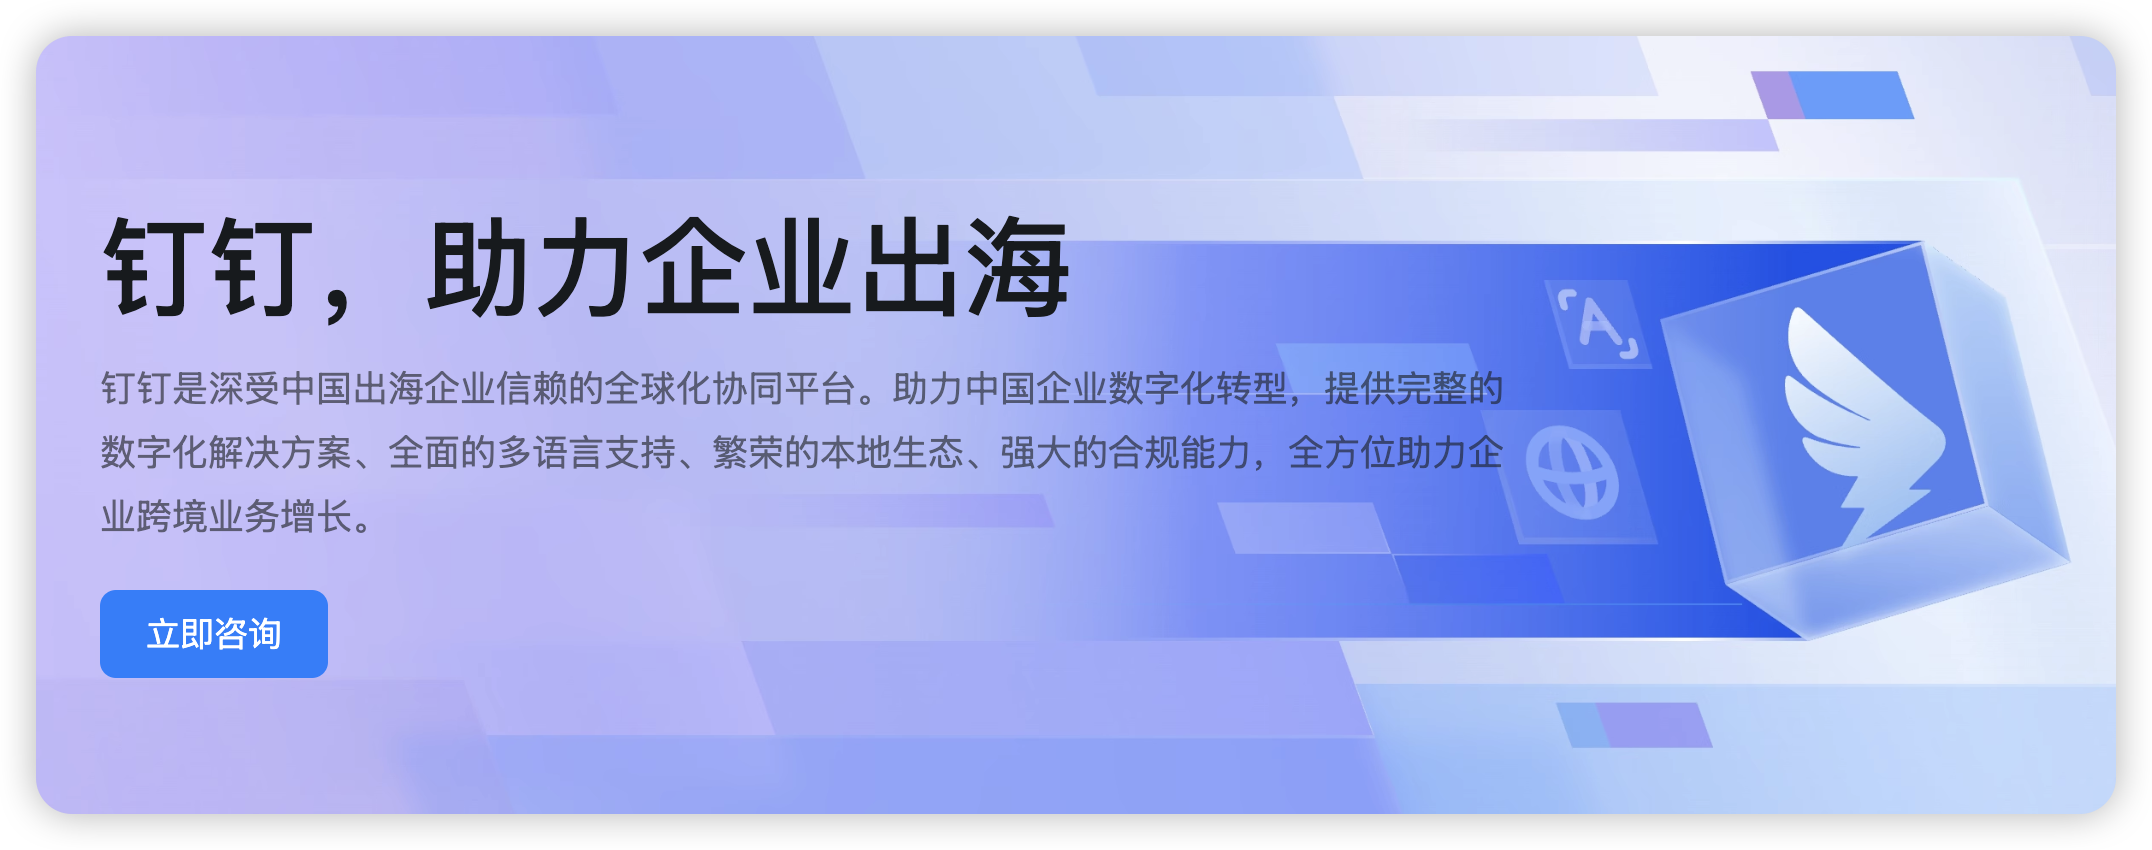 钉钉，助力企业出海
钉钉是深受中国出海企业信赖的全球化协同平台。助力中国企业数字化转型，提供完整的
数字化解决方案、全面的多语言支持、繁荣的本地生态、强大的合规能力，全方位助力企
业跨境业务增长。
立即咨询
A